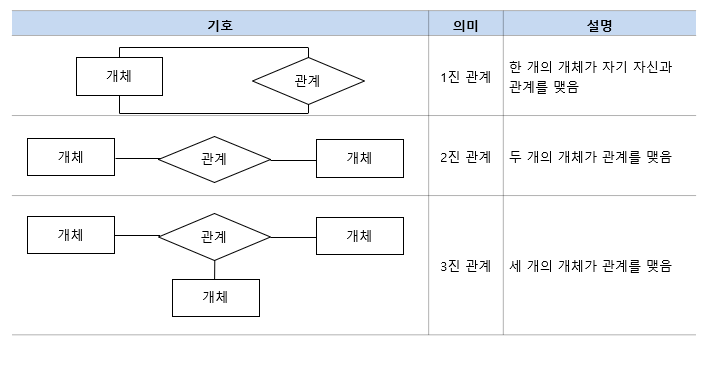 기호 의미 설명
개체 관계 1진 관계 한 개의 개체가 자기 자신과
관계를 맺음
개체 관계 개체 2진 관계 두 개의 개체가 관계를 맺음
개체 관계 개체
개체
3진 관계 세 개의 개체가 관계를 맺음